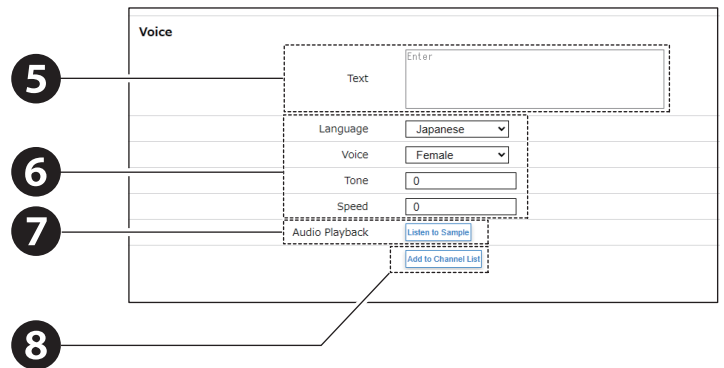 Voice
5
Text
Enter
Language
Japanese
6
Voice
Female
Tone
0
Speed
0
7
Audio Playback
Listen to Sample
Add to Channel List
8